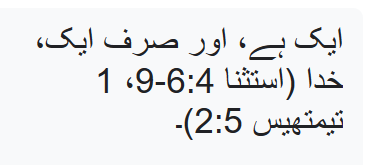 ایک ہے، اور صرف ایک،
خدا (استثنا 6:4-9، 1
تیمتھیس 2:5)۔